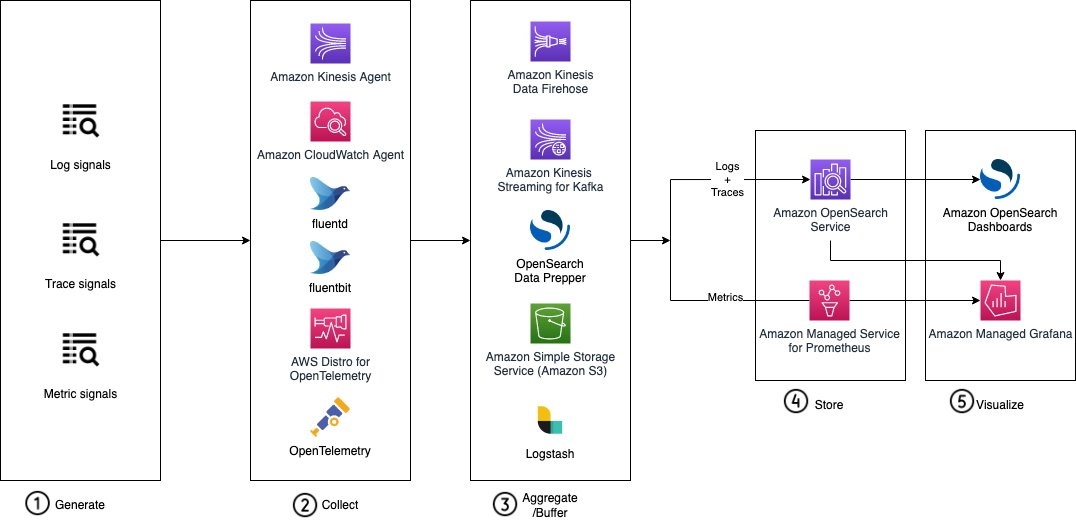 Log signals
Trace signals
Metric signals
1 Generate
Amazon Kinesis Agent
Amazon CloudWatch Agent
fluentd
fluentbit
AWS Distro for
OpenTelemetry
OpenTelemetry
2 Collect
Amazon Kinesis
Data Firehose
Amazon Kinesis
Streaming for Kafka
OpenSearch
Data Prepper
Amazon Simple Storage
Service (Amazon S3)
Logstash
3 Aggregate
/Buffer
Logs
+
Traces
Metrics
Amazon OpenSearch
Service
Amazon Managed Service
for Prometheus
4 Store
Amazon OpenSearch
Dashboards
Amazon Managed Grafana
5 Visualize